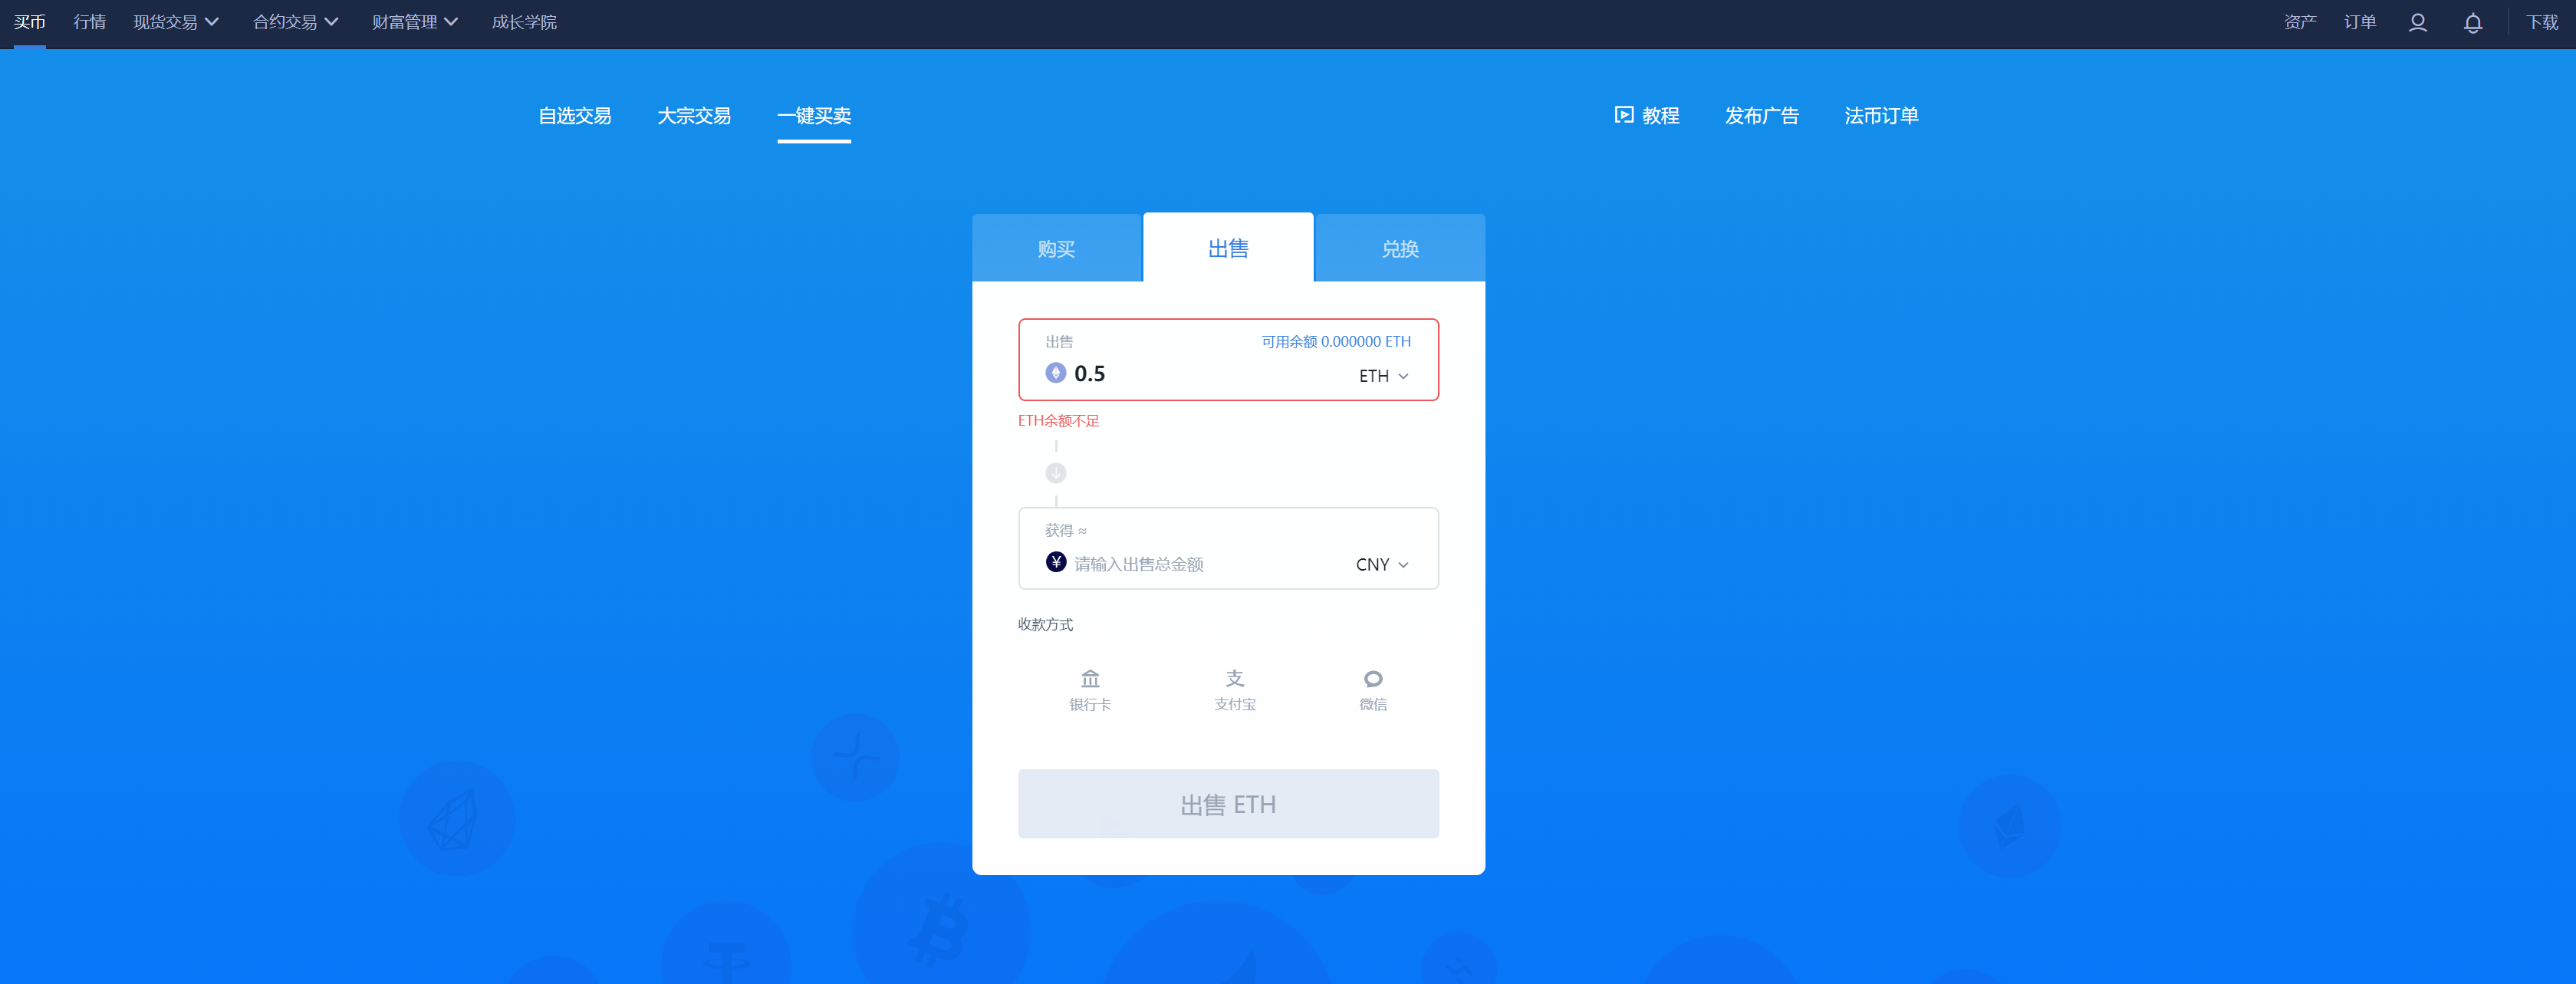 买币 行情 现货交易 合约交易 财富管理 成长学院 资产 订单 下载
自选交易 大宗交易 一键买卖 教程 发布广告 法币订单
购买 出售 兑换
出售 可用余额 0.000000 ETH
0.5 ETH
ETH余额不足
获得 ≈
¥ 请输入出售总金额 CNY
收款方式
支
银行卡 支付宝 微信
出售 ETH